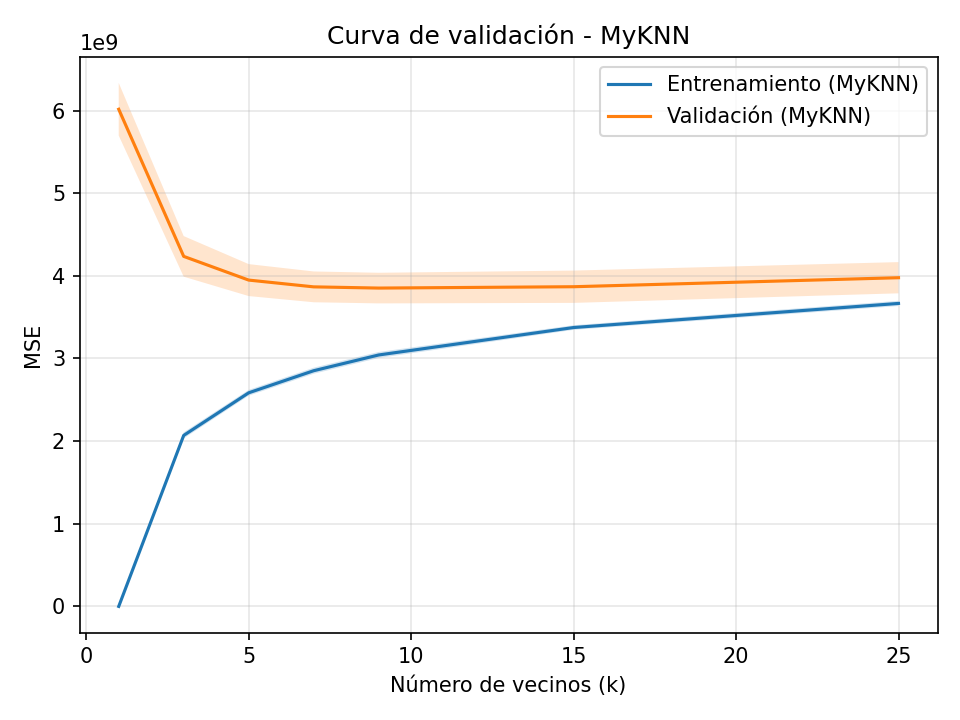 Curva de validación - MyKNN
1e9
Entrenamiento (MyKNN)
Validación (MyKNN)
6
5
4
3
2
1
0
MSE
0 5 10 15 20 25
Número de vecinos (k)